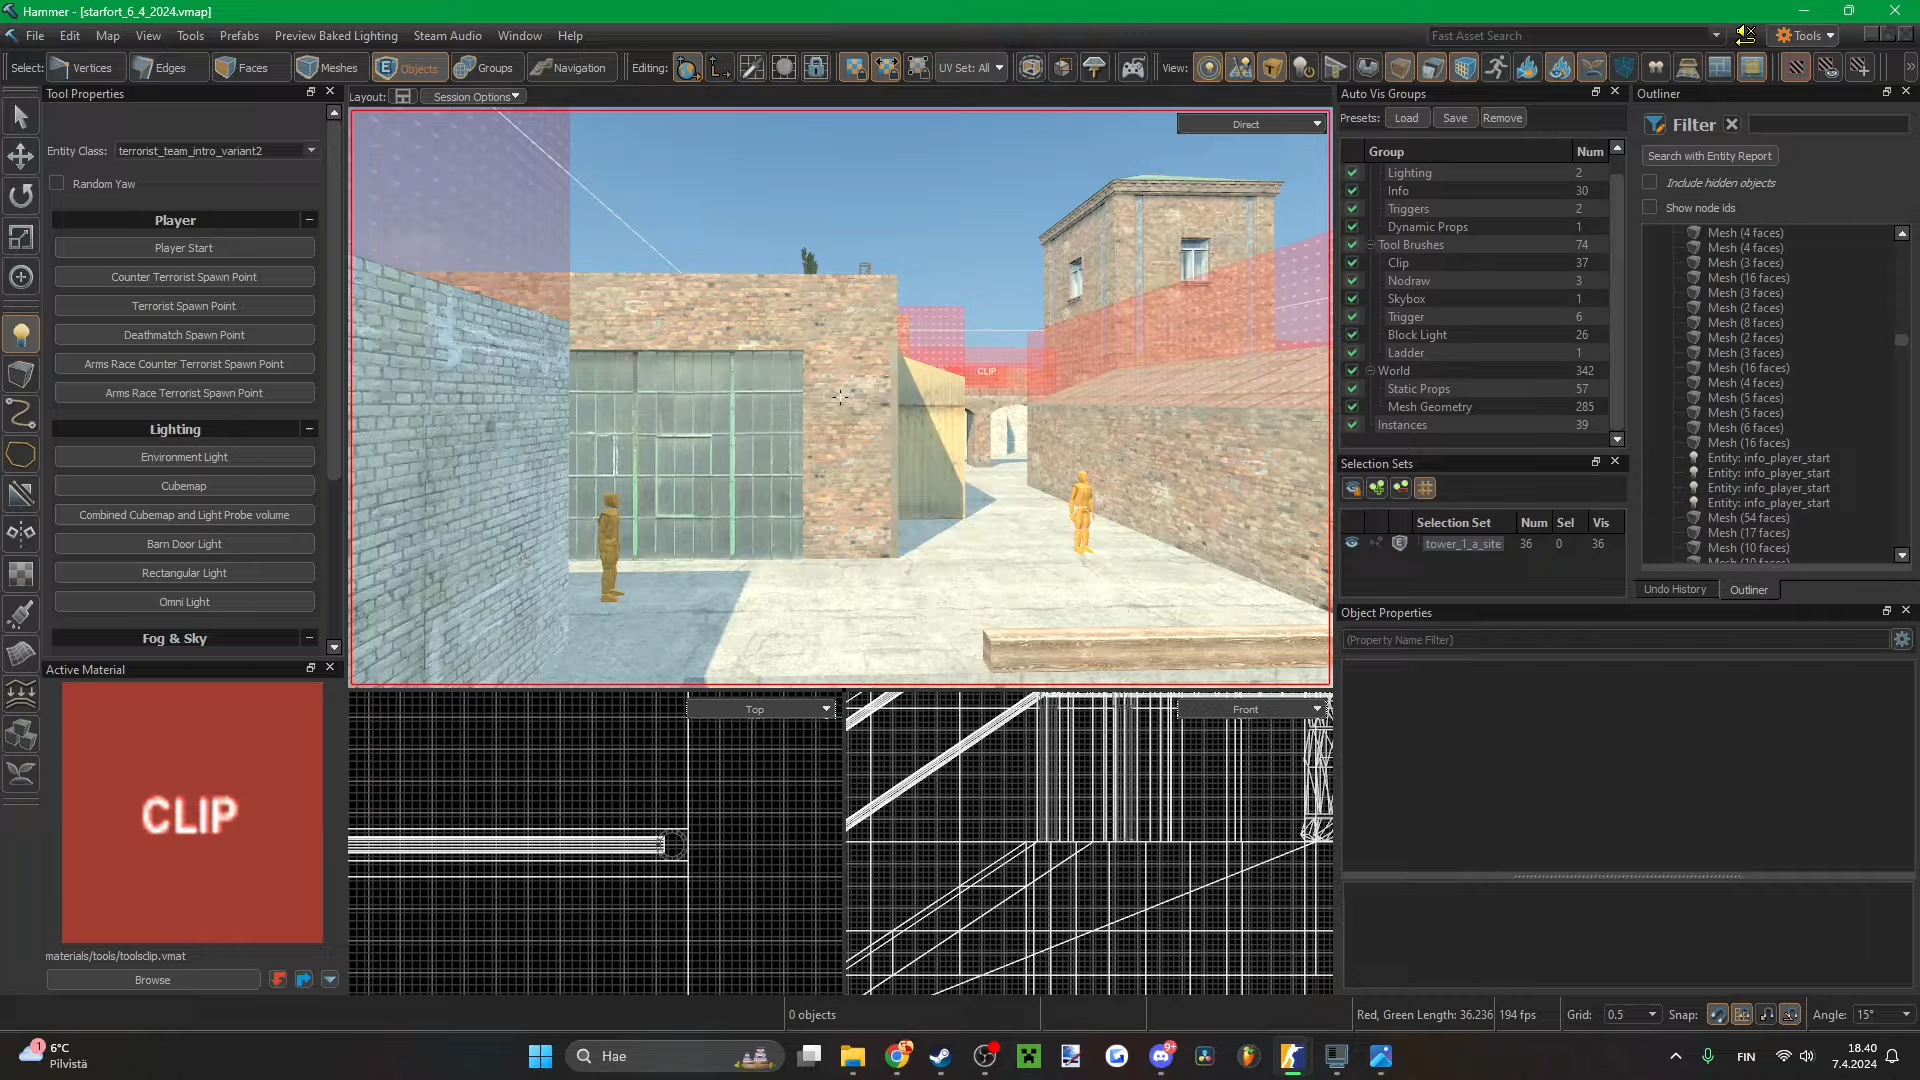 Hammer - [starfort_6_4_2024.vmap]
File Edit Map View Tools Prefabs Preview Baked Lighting Steam Audio Window Help
Fast Asset Search
Tools
Select: Vertices Edges Faces Meshes Objects Groups Navigation Editing: UV Set: All View:
Tool Properties
Entity Class: terrorist_team_intro_variant2
Random Yaw
Player
Player Start
Counter Terrorist Spawn Point
Terrorist Spawn Point
Deathmatch Spawn Point
Arms Race Counter Terrorist Spawn Point
Arms Race Terrorist Spawn Point
Lighting
Environment Light
Cubemap
Combined Cubemap and Light Probe volume
Barn Door Light
Rectangular Light
Omni Light
Fog & Sky
Active Material
CLIP
materials/tools/toolsclip.vmat
Browse
Layout: Session Options
Direct
CLIP
Top
Front
Auto Vis Groups
Presets: Load Save Remove
Group Num
Lighting 2
Info 30
Triggers 2
Dynamic Props 1
Tool Brushes 74
Clip 37
Nodraw 3
Skybox 1
Trigger 6
Block Light 26
Ladder 1
World 342
Static Props 57
Mesh Geometry 285
Instances 39
Selection Sets
Selection Set Num Sel Vis
tower_1_a_site 36 0 36
Outliner
Filter
Search with Entity Report
Include hidden objects
Show node ids
Mesh (4 faces)
Mesh (4 faces)
Mesh (3 faces)
Mesh (16 faces)
Mesh (3 faces)
Mesh (2 faces)
Mesh (8 faces)
Mesh (2 faces)
Mesh (3 faces)
Mesh (16 faces)
Mesh (4 faces)
Mesh (5 faces)
Mesh (5 faces)
Mesh (6 faces)
Mesh (16 faces)
Entity: info_player_start
Entity: info_player_start
Entity: info_player_start
Entity: info_player_start
Mesh (54 faces)
Mesh (17 faces)
Mesh (10 faces)
Mesh (10 faces)
Undo History Outliner
Object Properties
(Property Name Filter)
0 objects
Red, Green Length: 36.236 194 fps Grid: 0.5 Snap: Angle: 15°
1
6°C
Pilvistä
Hae
9+
FIN
18.40
7.4.2024